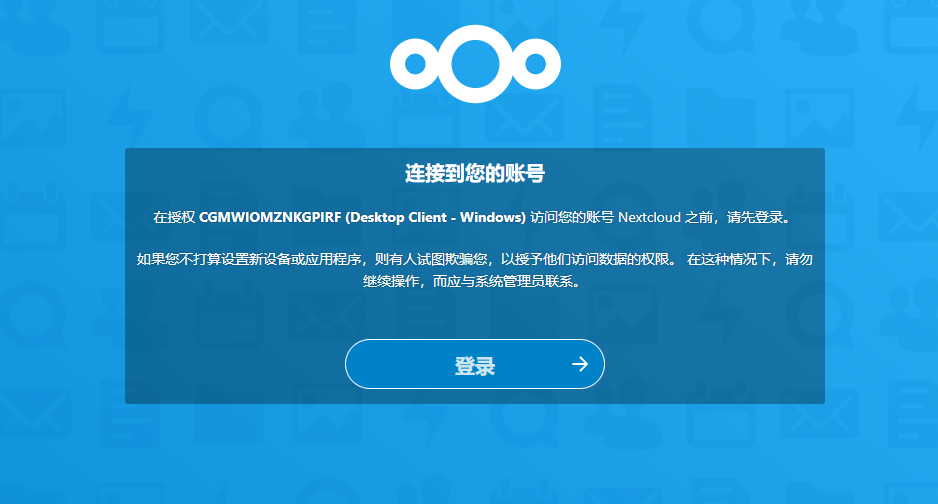 连接到您的账号
在授权 CGMWIOMZNKGPIRF (Desktop Client - Windows) 访问您的账号 Nextcloud 之前，请先登录。
如果您不打算设置新设备或应用程序，则有人试图欺骗您，以授予他们访问数据的权限。 在这种情况下，请勿
继续操作，而应与系统管理员联系。
登录